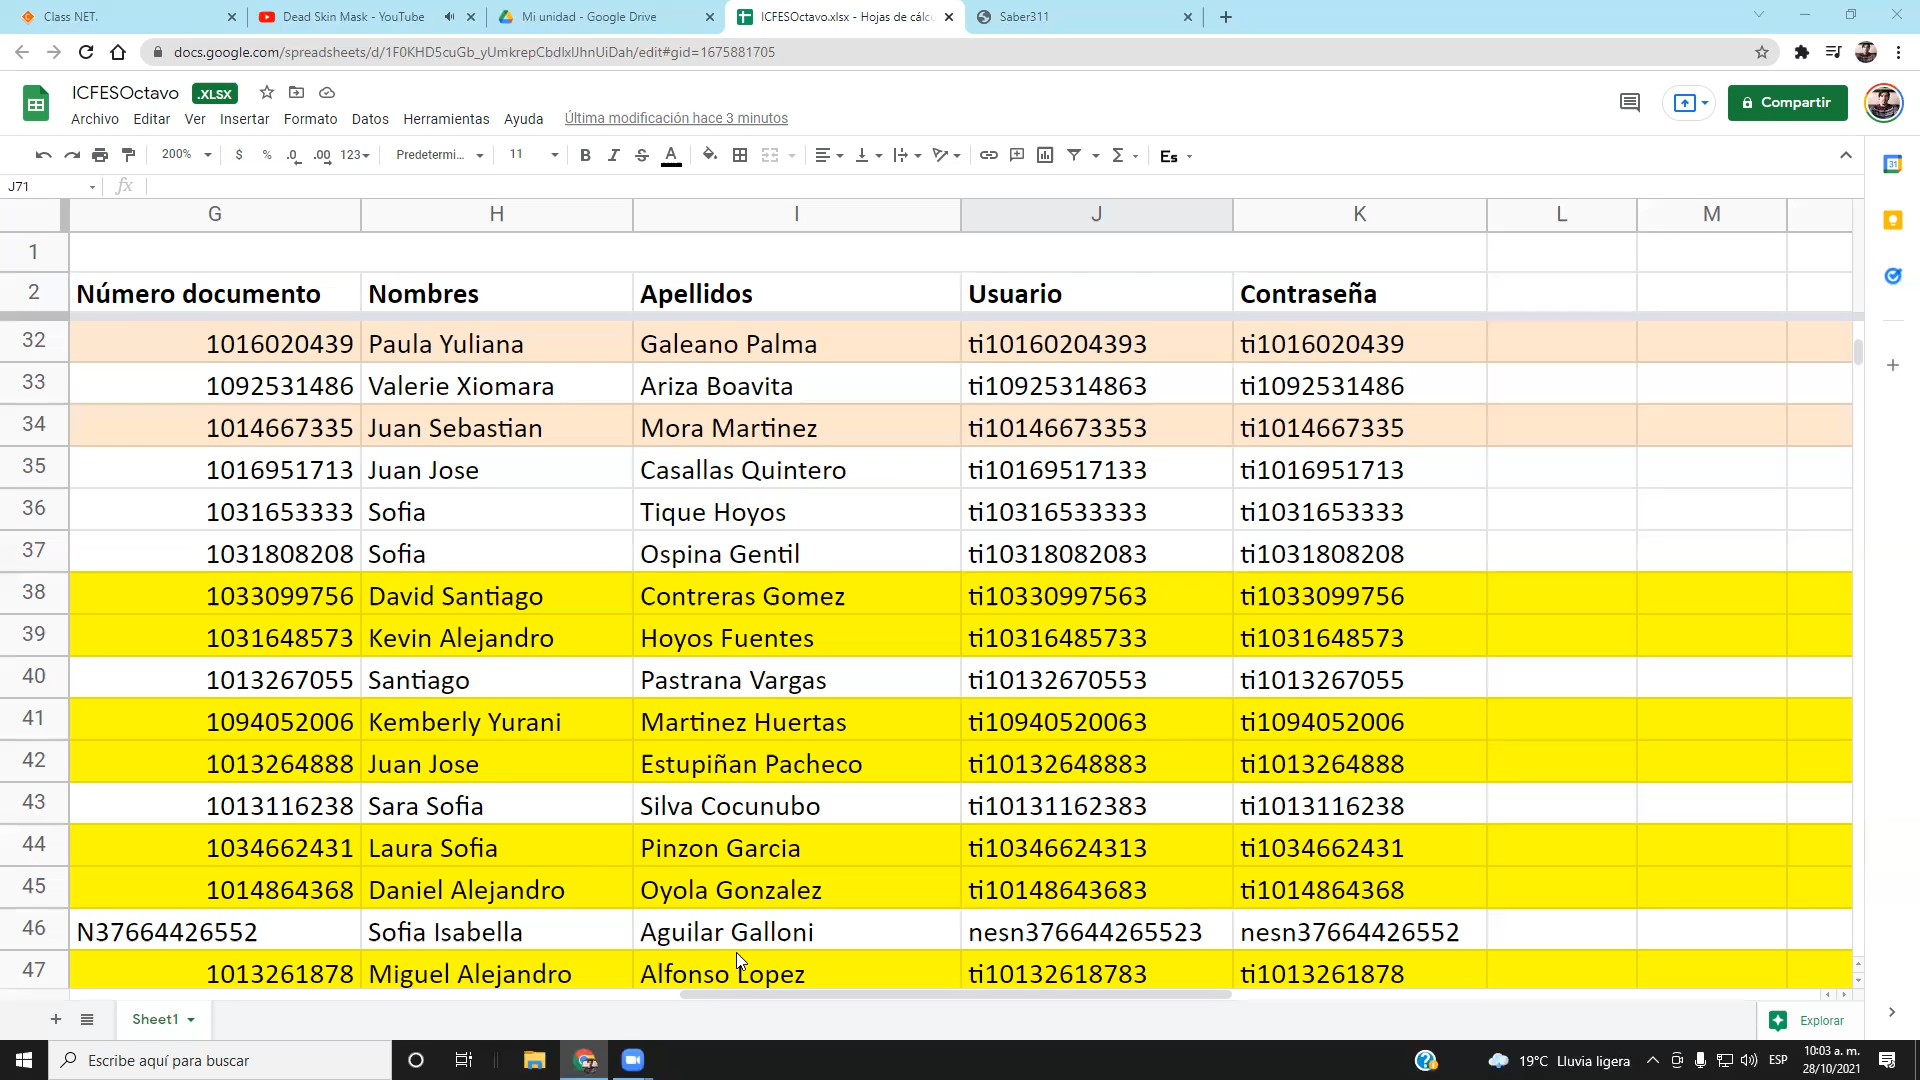 Class NET.
Dead Skin Mask - YouTube
Mi unidad - Google Drive
ICFESOctavo.xlsx - Hojas de cálcu
Saber311
docs.google.com/spreadsheets/d/1F0KHD5cuGb_yUmkrepCbdlxlJhnUiDah/edit#gid=1675881705
ICFESOctavo .XLSX
Compartir
Archivo Editar Ver Insertar Formato Datos Herramientas Ayuda Última modificación hace 3 minutos
200% $ % .0 .00 123 Predetermi... 11 B I S A Σ Es
J71 fx
G H I J K L M
1
2 Número documento Nombres Apellidos Usuario Contraseña
32 1016020439 Paula Yuliana Galeano Palma ti10160204393 ti1016020439
33 1092531486 Valerie Xiomara Ariza Boavita ti10925314863 ti1092531486
34 1014667335 Juan Sebastian Mora Martinez ti10146673353 ti1014667335
35 1016951713 Juan Jose Casallas Quintero ti10169517133 ti1016951713
36 1031653333 Sofia Tique Hoyos ti10316533333 ti1031653333
37 1031808208 Sofia Ospina Gentil ti10318082083 ti1031808208
38 1033099756 David Santiago Contreras Gomez ti10330997563 ti1033099756
39 1031648573 Kevin Alejandro Hoyos Fuentes ti10316485733 ti1031648573
40 1013267055 Santiago Pastrana Vargas ti10132670553 ti1013267055
41 1094052006 Kemberly Yurani Martinez Huertas ti10940520063 ti1094052006
42 1013264888 Juan Jose Estupiñan Pacheco ti10132648883 ti1013264888
43 1013116238 Sara Sofia Silva Cocunubo ti10131162383 ti1013116238
44 1034662431 Laura Sofia Pinzon Garcia ti10346624313 ti1034662431
45 1014864368 Daniel Alejandro Oyola Gonzalez ti10148643683 ti1014864368
46 N37664426552 Sofia Isabella Aguilar Galloni nesn376644265523 nesn37664426552
47 1013261878 Miguel Alejandro Alfonso Lopez ti10132618783 ti1013261878
Sheet1
Explorar
Escribe aquí para buscar
19°C Lluvia ligera
ESP
10:03 a. m.
28/10/2021